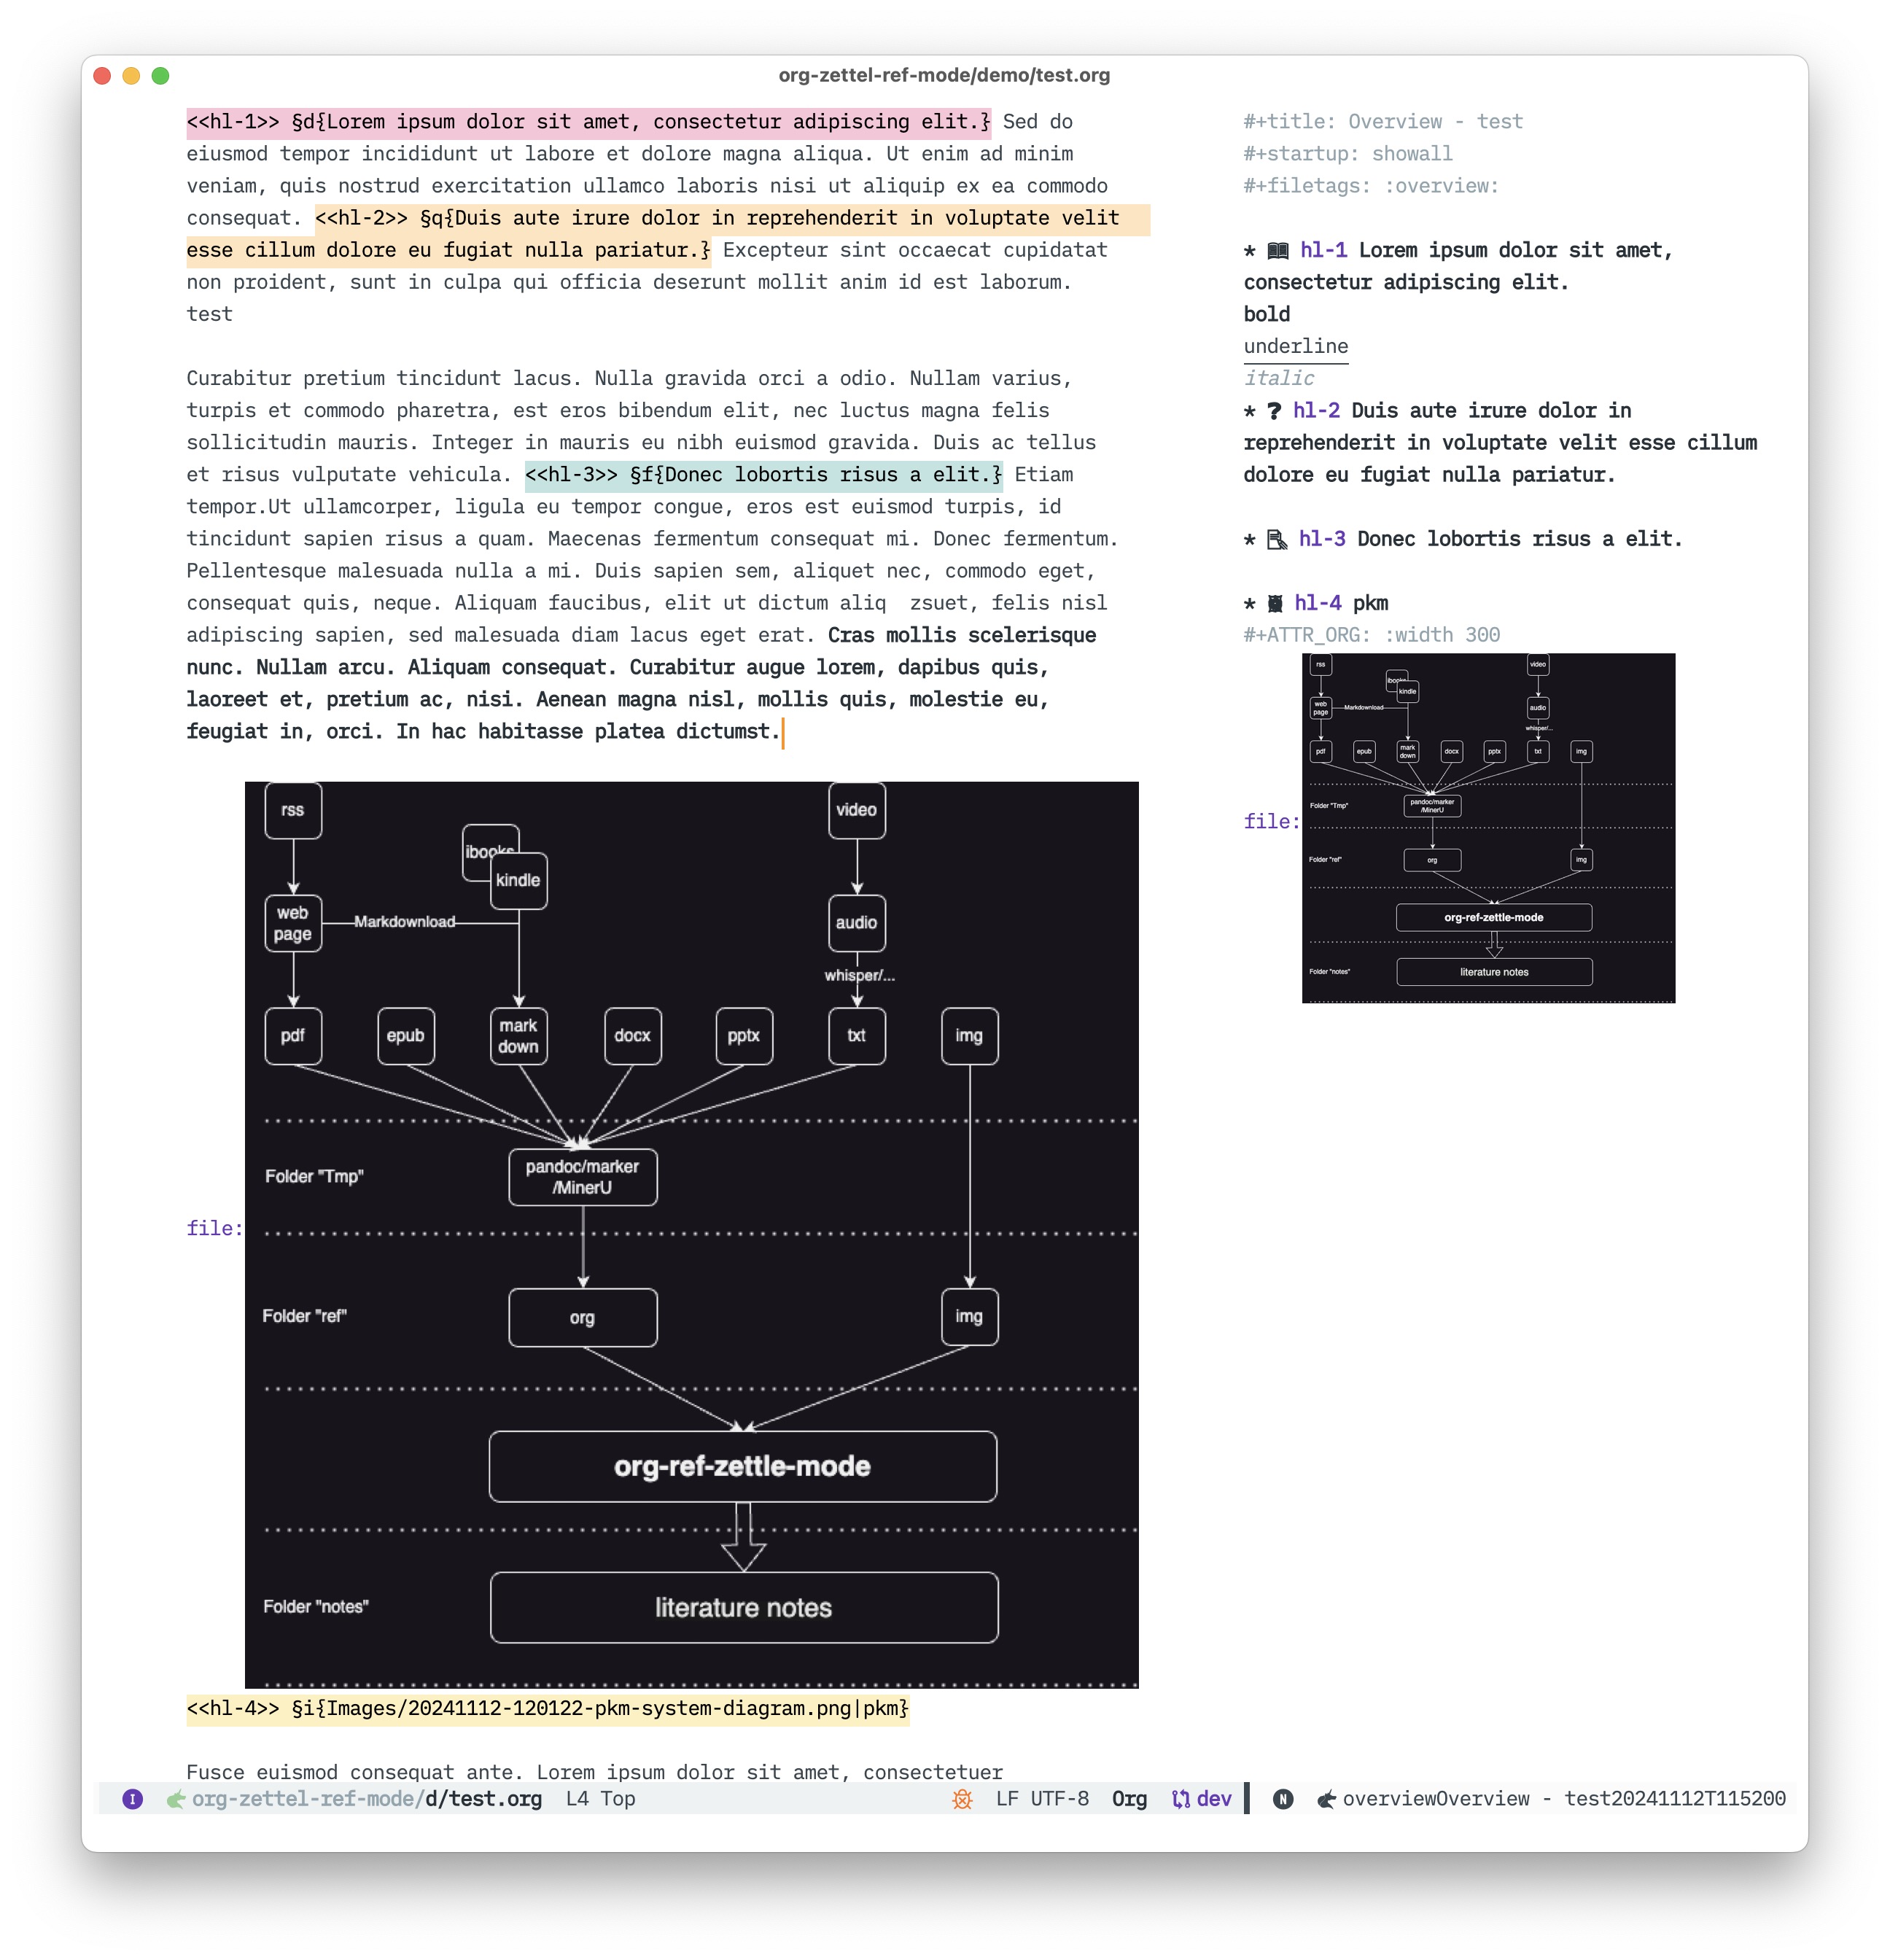 org-zettel-ref-mode/demo/test.org
<<hl-1>> §d{Lorem ipsum dolor sit amet, consectetur adipiscing elit.} Sed do
eiusmod tempor incididunt ut labore et dolore magna aliqua. Ut enim ad minim
veniam, quis nostrud exercitation ullamco laboris nisi ut aliquip ex ea commodo
consequat. <<hl-2>> §q{Duis aute irure dolor in reprehenderit in voluptate velit
esse cillum dolore eu fugiat nulla pariatur.} Excepteur sint occaecat cupidatat
non proident, sunt in culpa qui officia deserunt mollit anim id est laborum.
test
Curabitur pretium tincidunt lacus. Nulla gravida orci a odio. Nullam varius,
turpis et commodo pharetra, est eros bibendum elit, nec luctus magna felis
sollicitudin mauris. Integer in mauris eu nibh euismod gravida. Duis ac tellus
et risus vulputate vehicula. <<hl-3>> §f{Donec lobortis risus a elit.} Etiam
tempor.Ut ullamcorper, ligula eu tempor congue, eros est euismod turpis, id
tincidunt sapien risus a quam. Maecenas fermentum consequat mi. Donec fermentum.
Pellentesque malesuada nulla a mi. Duis sapien sem, aliquet nec, commodo eget,
consequat quis, neque. Aliquam faucibus, elit ut dictum aliq  zsuet, felis nisl
adipiscing sapien, sed malesuada diam lacus eget erat. Cras mollis scelerisque
nunc. Nullam arcu. Aliquam consequat. Curabitur augue lorem, dapibus quis,
laoreet et, pretium ac, nisi. Aenean magna nisl, mollis quis, molestie eu,
feugiat in, orci. In hac habitasse platea dictumst.
rss
video
ibooks
kindle
web
page
Markdownload
audio
whisper/...
pdf
epub
mark
down
docx
pptx
txt
img
Folder "Tmp"
pandoc/marker
/MinerU
file:
Folder "ref"
org
img
org-ref-zettle-mode
Folder "notes"
literature notes
<<hl-4>> §i{Images/20241112-120122-pkm-system-diagram.png|pkm}
Fusce euismod consequat ante. Lorem ipsum dolor sit amet, consectetuer
#+title: Overview - test
#+startup: showall
#+filetags: :overview:
* hl-1 Lorem ipsum dolor sit amet,
consectetur adipiscing elit.
bold
underline
italic
* ? hl-2 Duis aute irure dolor in
reprehenderit in voluptate velit esse cillum
dolore eu fugiat nulla pariatur.
* hl-3 Donec lobortis risus a elit.
* hl-4 pkm
#+ATTR_ORG: :width 300
rss
video
ibooks
kindle
web
page
Markdownload
audio
whisper/...
pdf
epub
mark
down
docx
pptx
txt
img
Folder "Tmp"
pandoc/marker
/MinerU
file:
Folder "ref"
org
img
org-ref-zettle-mode
Folder "notes"
literature notes
I org-zettel-ref-mode/d/test.org L4 Top LF UTF-8 Org dev
N overviewOverview - test20241112T115200